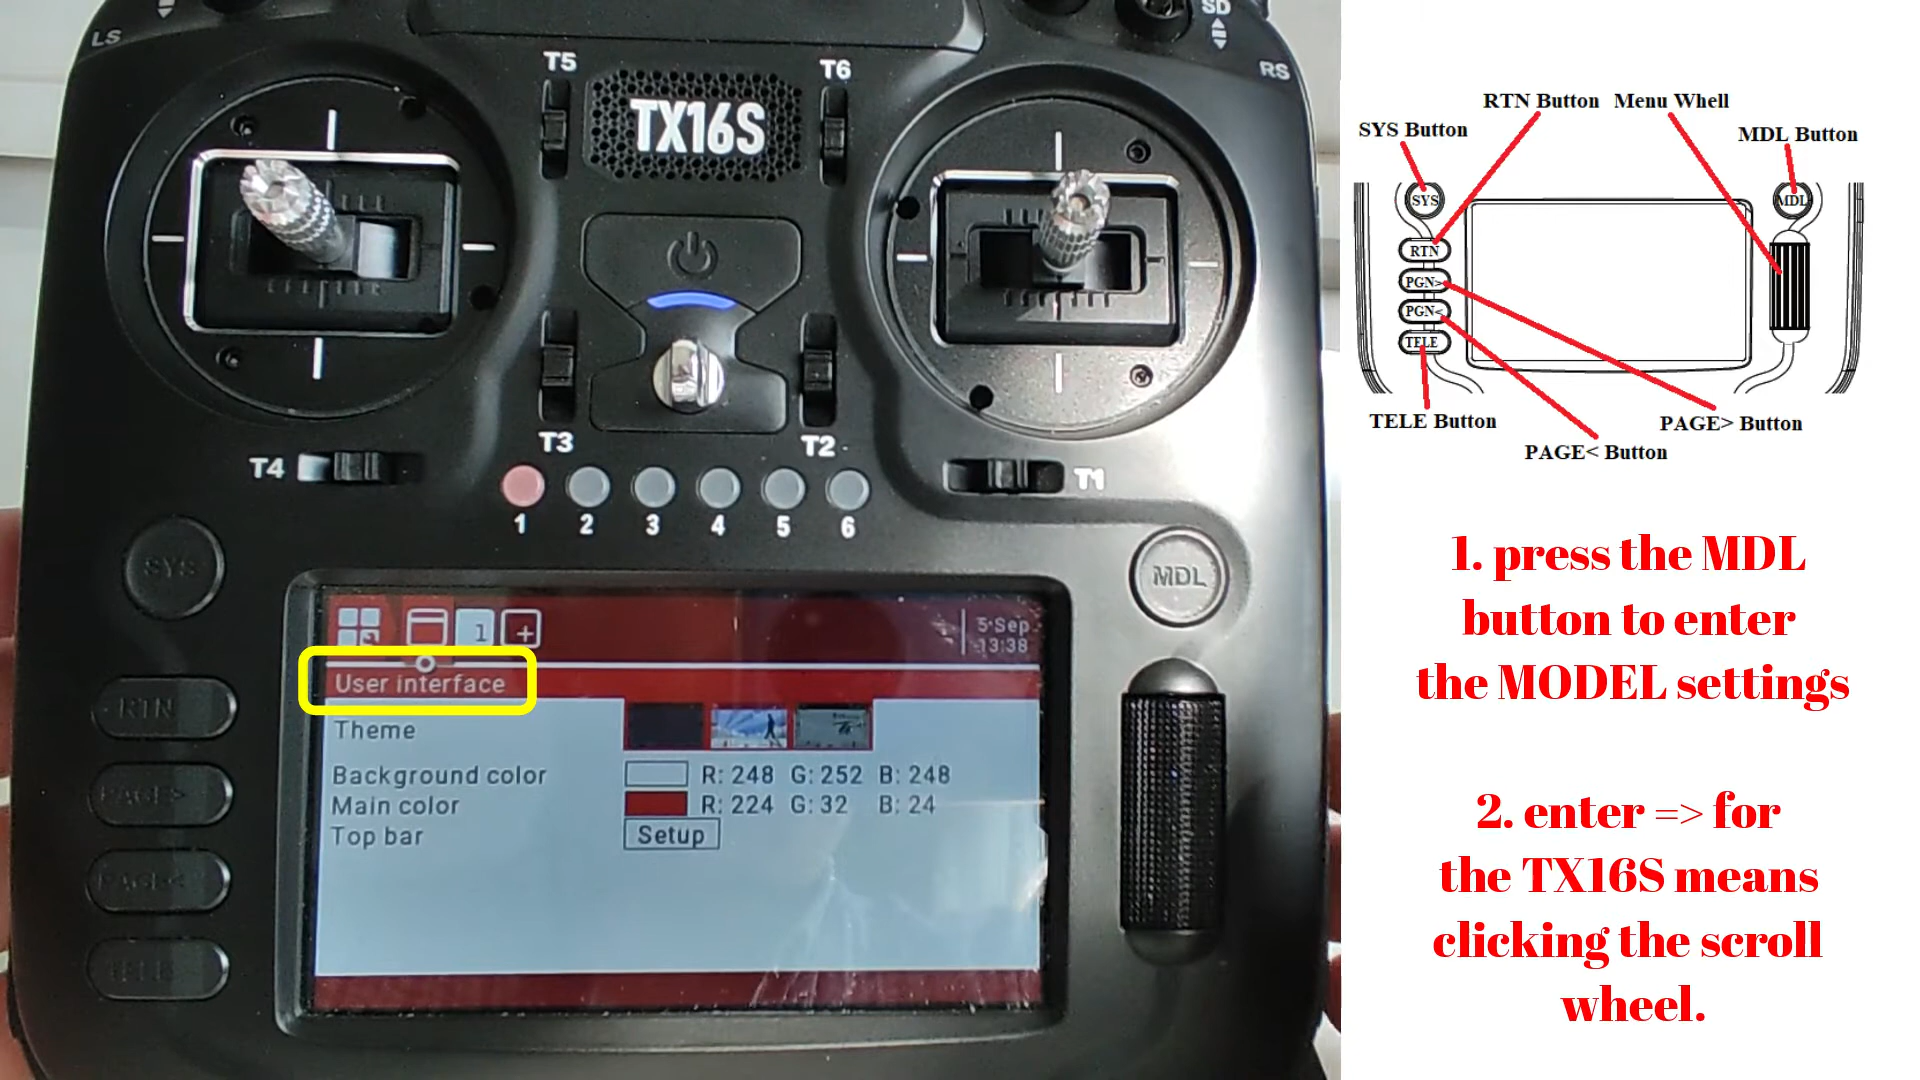 LS
T5
TX16S
T6
SD
RS
T3
T2
T4
T1
1 2 3 4 5 6
SYS
MDL
RTN
PAGE>
PAGE<
TELE
1
5 Sep
13:38
User interface
Theme
Background color R: 248 G: 252 B: 248
Main color R: 224 G: 32 B: 24
Top bar Setup
RTN Button Menu Whell
SYS Button
MDL Button
SYS
MDL
RTN
PGN>
PGN<
TELE
TELE Button
PAGE> Button
PAGE< Button
1. press the MDL
button to enter
the MODEL settings
2. enter => for
the TX16S means
clicking the scroll
wheel.